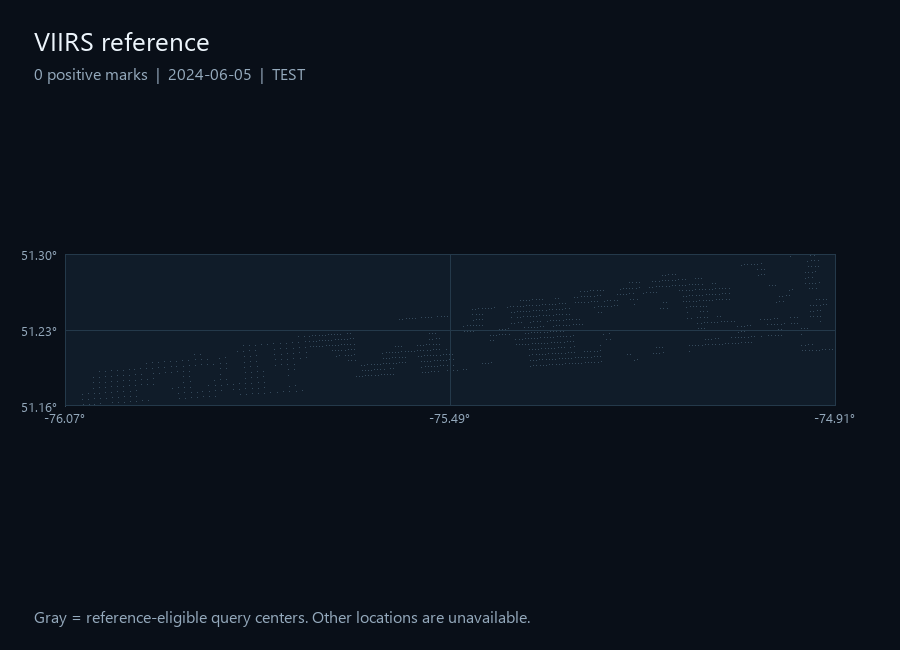 VIIRS reference
0 positive marks | 2024-06-05 | TEST
51.30°
51.23°
51.16°
-76.07° -75.49° -74.91°
Gray = reference-eligible query centers. Other locations are unavailable.